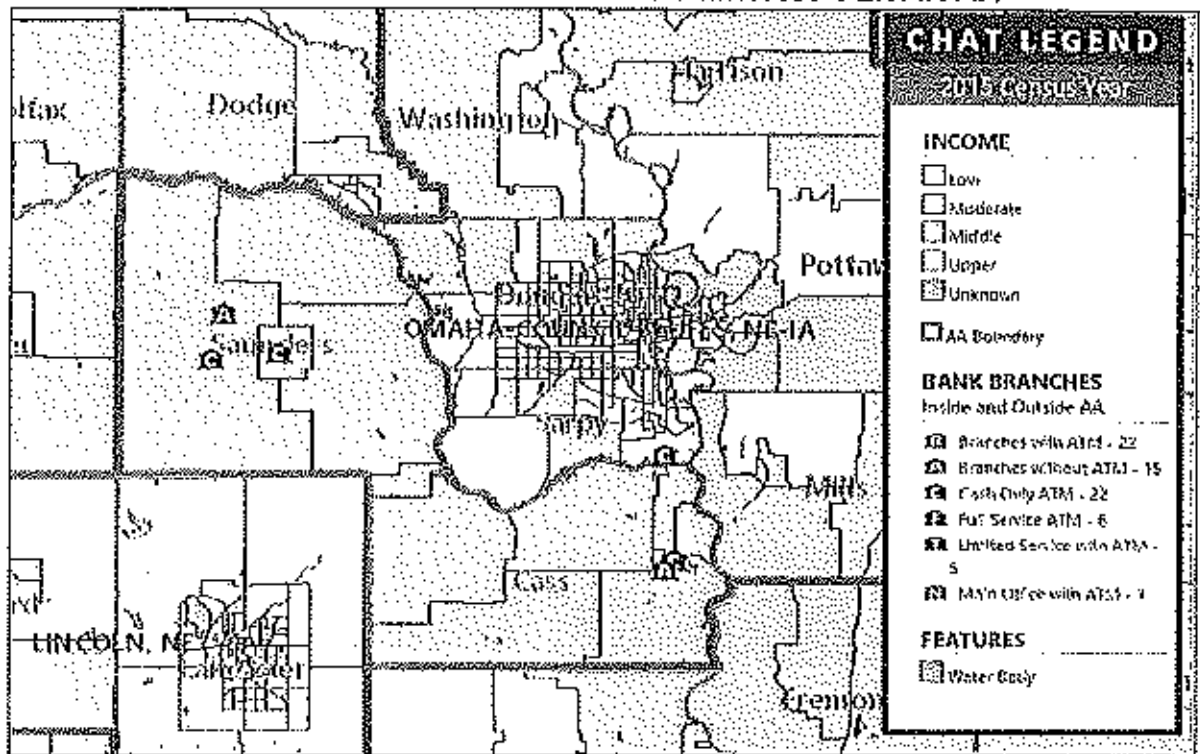 CHAT LEGEND
2015 Census Year
INCOME
Low
Moderate
Middle
Upper
Unknown
AA Boundary
BANK BRANCHES
Inside and Outside AA
Branches with ATM - 22
Branches without ATM - 15
Cash Only ATM - 22
Full Service ATM - 6
Limited Service with ATM -
5
Main Office with ATM - 1
FEATURES
Water Body
Dodge
Washington
Harrison
Douglas
Pottaw
OMAHA-COUNCIL BLUFFS, NE-IA
Saunders
Sarpy
Mills
Cass
LINCOLN, NE
Lancaster
Fremon